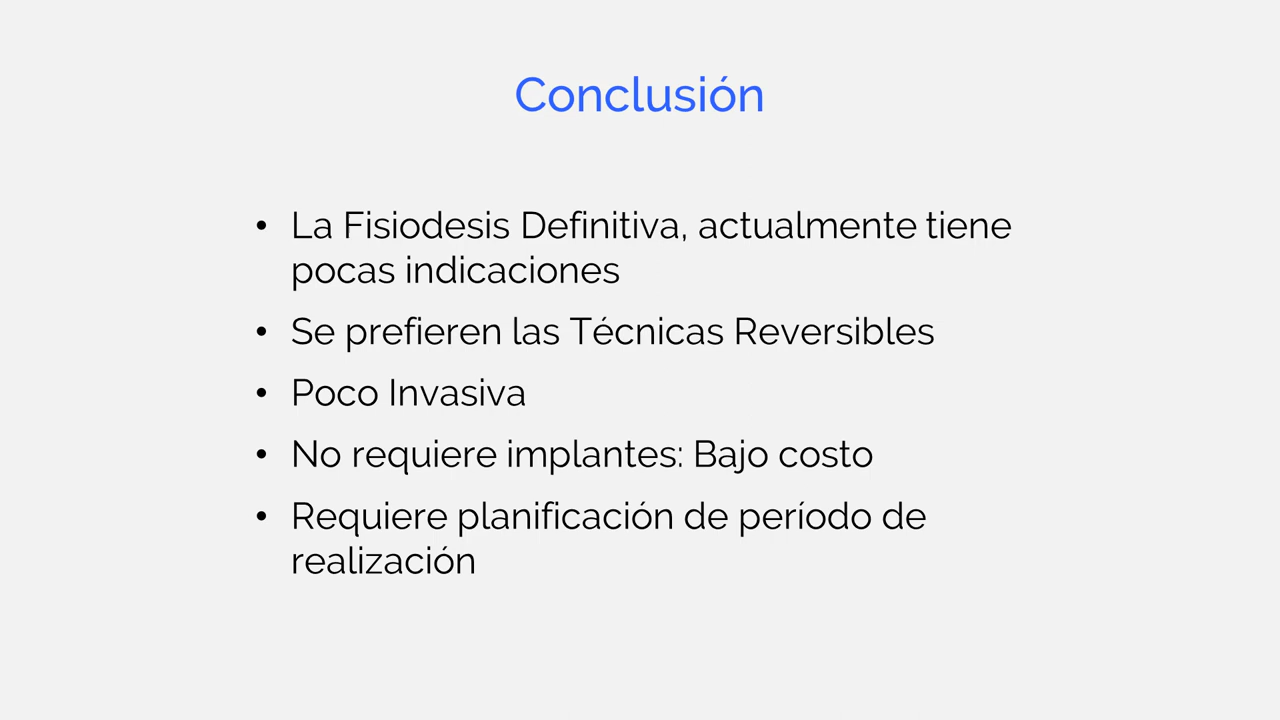 Conclusión
• La Fisiodesis Definitiva, actualmente tiene
pocas indicaciones
• Se prefieren las Técnicas Reversibles
• Poco Invasiva
• No requiere implantes: Bajo costo
• Requiere planificación de período de
realización